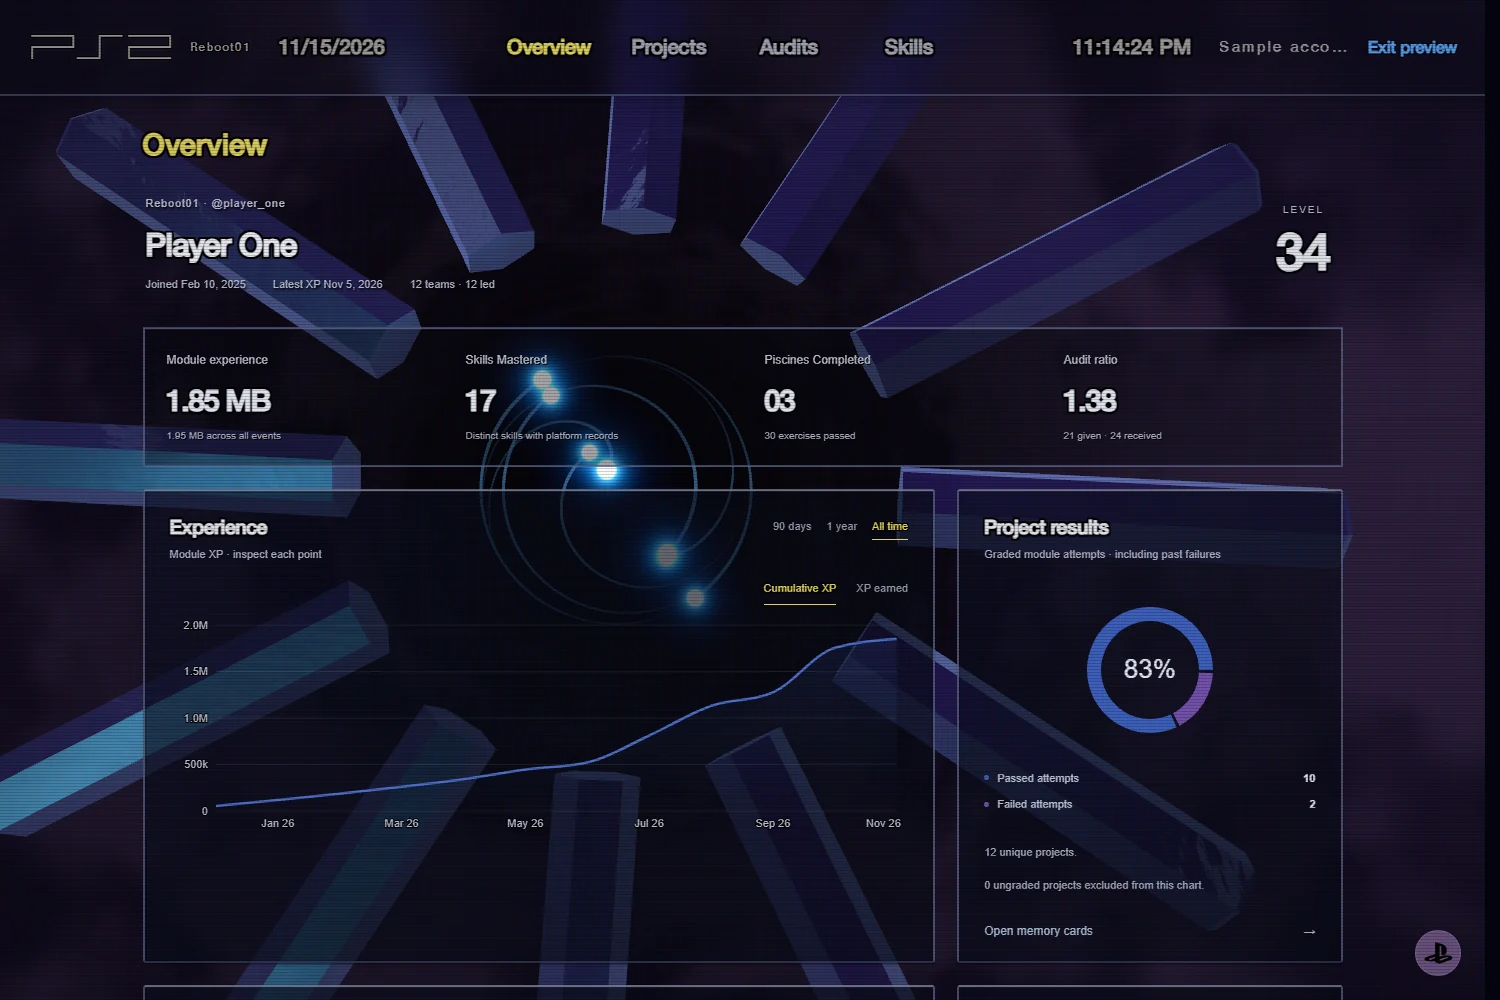 PS2 Reboot01 11/15/2026 Overview Projects Audits Skills 11:14:24 PM Sample acco... Exit preview
Overview
Reboot01 · @player_one
LEVEL
Player One
34
Joined Feb 10, 2025 Latest XP Nov 5, 2026 12 teams · 12 led
Module experience Skills Mastered Piscines Completed Audit ratio
1.85 MB 17 03 1.38
1.95 MB across all events Distinct skills with platform records 30 exercises passed 21 given · 24 received
Experience
Module XP · inspect each point
90 days 1 year All time
Cumulative XP XP earned
2.0M
1.5M
1.0M
500k
0
Jan 26 Mar 26 May 26 Jul 26 Sep 26 Nov 26
Project results
Graded module attempts · including past failures
83%
Passed attempts 10
Failed attempts 2
12 unique projects.
0 ungraded projects excluded from this chart.
Open memory cards →